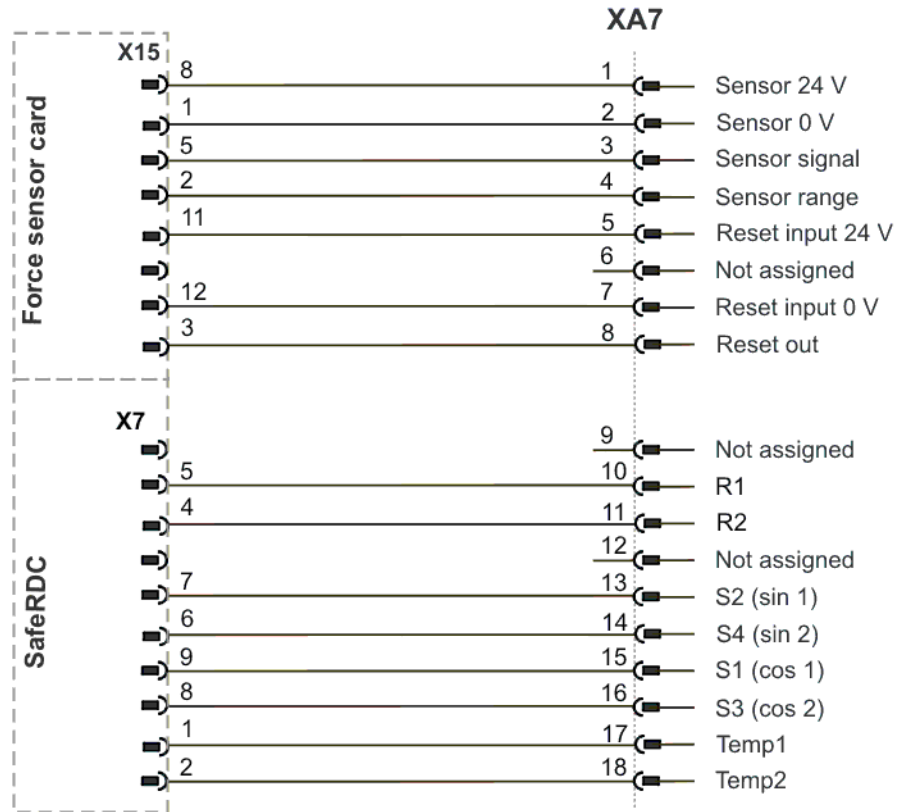 XA7
X15
8 1 Sensor 24 V
1 2 Sensor 0 V
5 3 Sensor signal
2 4 Sensor range
11 5 Reset input 24 V
6 Not assigned
12 7 Reset input 0 V
3 8 Reset out
Force sensor card
X7
9 Not assigned
5 10 R1
4 11 R2
12 Not assigned
7 13 S2 (sin 1)
6 14 S4 (sin 2)
9 15 S1 (cos 1)
8 16 S3 (cos 2)
1 17 Temp1
2 18 Temp2
SafeRDC